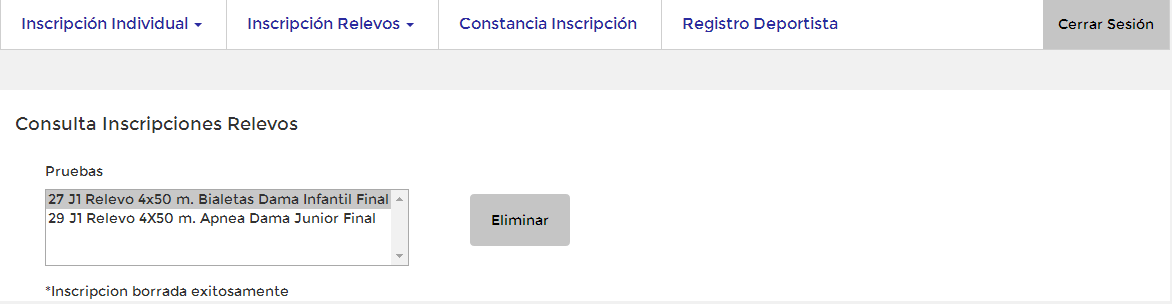 Inscripción Individual
Inscripción Relevos
Constancia Inscripción
Registro Deportista
Cerrar Sesión
Consulta Inscripciones Relevos
Pruebas
27 J1 Relevo 4x50 m. Bialetas Dama Infantil Final
29 J1 Relevo 4X50 m. Apnea Dama Junior Final
Eliminar
*Inscripcion borrada exitosamente